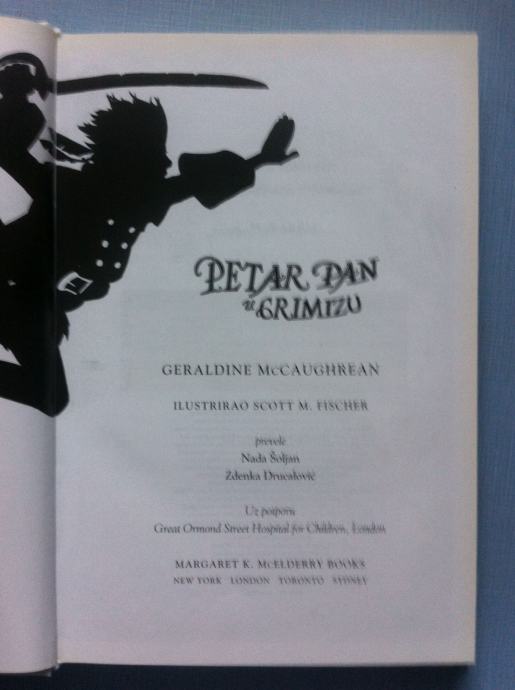 PETAR PAN
u GRIMIZU
GERALDINE McCAUGHREAN
ILUSTRIRAO SCOTT M. FISCHER
prevele
Nada Šoljan
Zdenka Drucalović
Uz potporu
Great Ormond Street Hospital for Children, London
MARGARET K. McELDERRY BOOKS
NEW YORK LONDON TORONTO SYDNEY